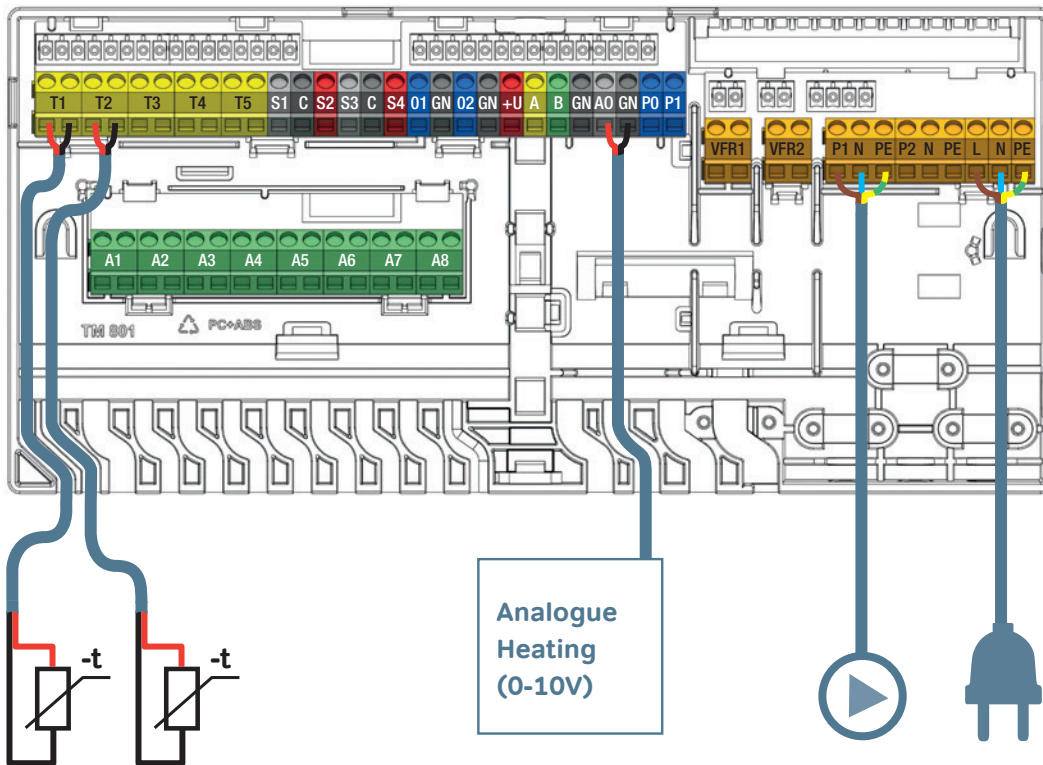 T1 T2 T3 T4 T5 S1 C S2 S3 C S4 01 GN 02 GN +U A B GN AO GN P0 P1
VFR1 VFR2 P1 N PE P2 N PE L N PE
A1 A2 A3 A4 A5 A6 A7 A8
TM 801 PC+ABS
Analogue
Heating
(0-10V)
-t -t